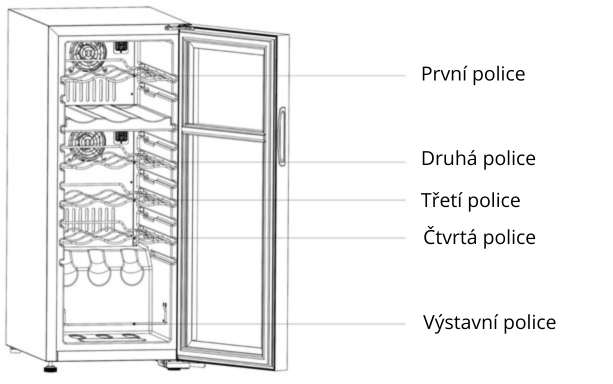 První police
Druhá police
Třetí police
Čtvrtá police
Výstavní police